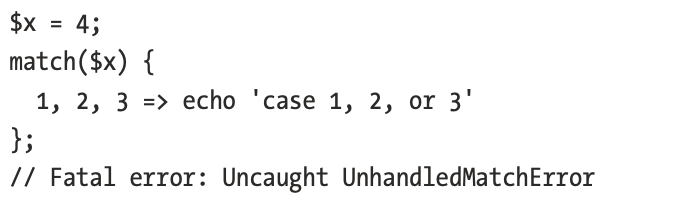 $x = 4;
match($x) {
  1, 2, 3 => echo 'case 1, 2, or 3'
};
// Fatal error: Uncaught UnhandledMatchError